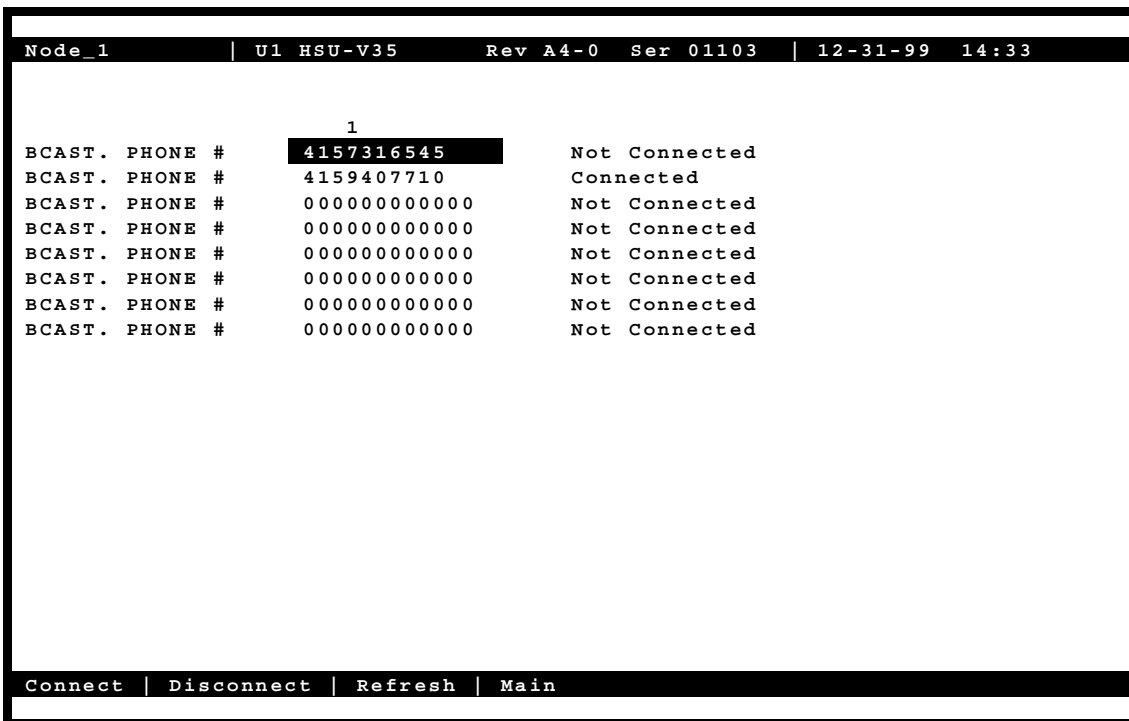 Node_1 | U1 HSU-V35 Rev A4-0 Ser 01103 | 12-31-99 14:33
1
BCAST. PHONE # 4157316545 Not Connected
BCAST. PHONE # 4159407710 Connected
BCAST. PHONE # 000000000000 Not Connected
BCAST. PHONE # 000000000000 Not Connected
BCAST. PHONE # 000000000000 Not Connected
BCAST. PHONE # 000000000000 Not Connected
BCAST. PHONE # 000000000000 Not Connected
BCAST. PHONE # 000000000000 Not Connected
Connect | Disconnect | Refresh | Main